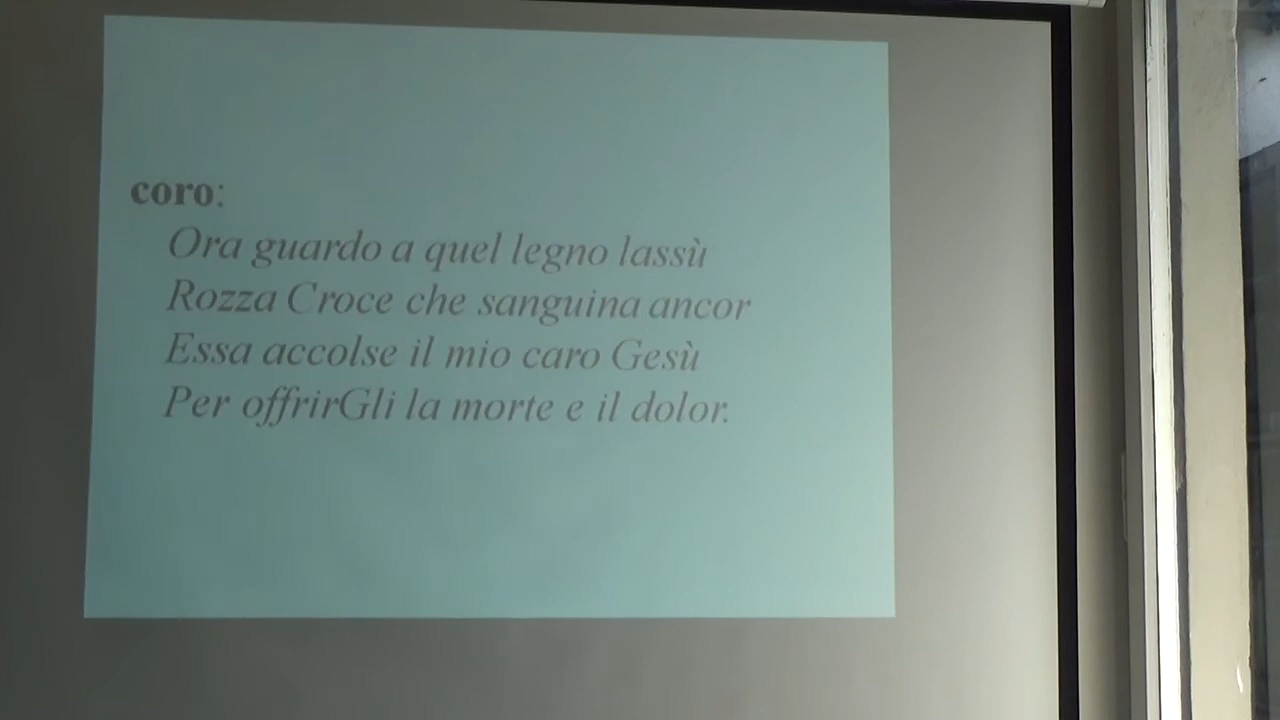 coro:
Ora guardo a quel legno lassù
Rozza Croce che sanguina ancor
Essa accolse il mio caro Gesù
Per offrirGli la morte e il dolor.